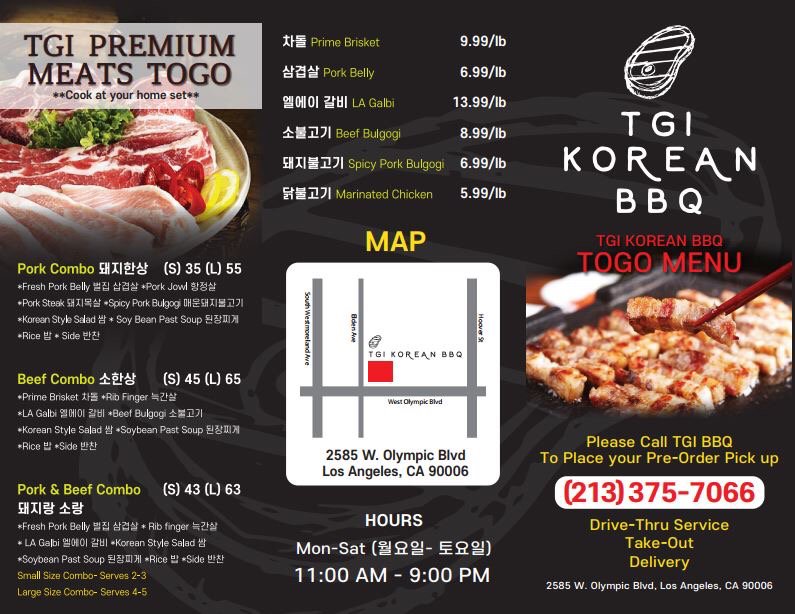 TGI PREMIUM
MEATS TOGO
**Cook at your home set**
Pork Combo 돼지한상 (S) 35 (L) 55
*Fresh Pork Belly 벌집 삼겹살 *Pork Jowl 항정살
*Pork Steak 돼지목살 *Spicy Pork Bulgogi 매운돼지불고기
*Korean Style Salad 쌈 * Soy Bean Past Soup 된장찌게
*Rice 밥 * Side 반찬
Beef Combo 소한상 (S) 45 (L) 65
*Prime Brisket 차돌 *Rib Finger 늑간살
*LA Galbi 엘에이 갈비 *Beef Bulgogi 소불고기
*Korean Style Salad 쌈 *Soybean Past Soup 된장찌게
*Rice 밥 *Side 반찬
Pork & Beef Combo (S) 43 (L) 63
돼지랑 소랑
*Fresh Pork Belly 벌집 삼겹살 * Rib finger 늑간살
* LA Galbi 엘에이 갈비 *Korean Style Salad 쌈
*Soybean Past Soup 된장찌게 *Rice 밥 *Side 반찬
Small Size Combo- Serves 2-3
Large Size Combo- Serves 4-5
차돌 Prime Brisket 9.99/lb
삼겹살 Pork Belly 6.99/lb
엘에이 갈비 LA Galbi 13.99/lb
소불고기 Beef Bulgogi 8.99/lb
돼지불고기 Spicy Pork Bulgogi 6.99/lb
닭불고기 Marinated Chicken 5.99/lb
MAP
South Westmoreland Ave
Elden Ave
Hoover St
TGI KOREAN BBQ
West Olympic Blvd
2585 W. Olympic Blvd
Los Angeles, CA 90006
HOURS
Mon-Sat (월요일- 토요일)
11:00 AM - 9:00 PM
TGI
KOREAN
BBQ
TGI KOREAN BBQ
TOGO MENU
Please Call TGI BBQ
To Place your Pre-Order Pick up
(213) 375-7066
Drive-Thru Service
Take-Out
Delivery
2585 W. Olympic Blvd, Los Angeles, CA 90006